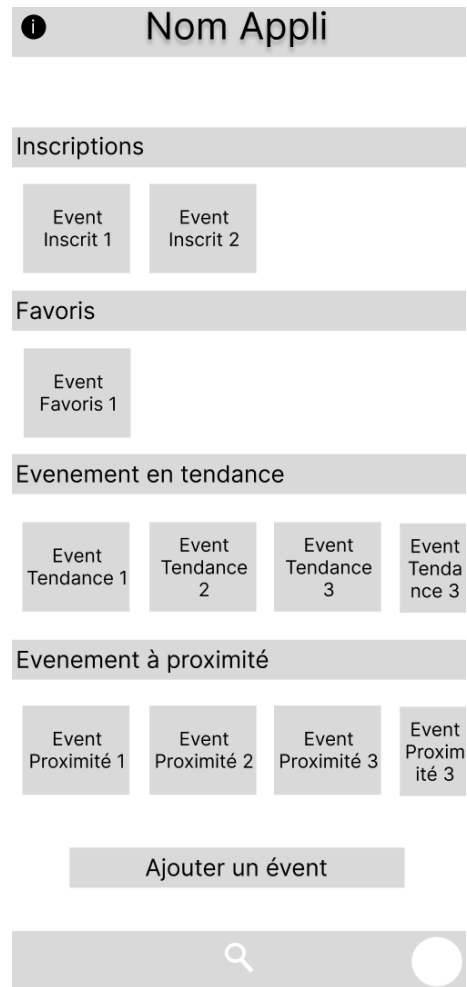 i
Nom Appli
Inscriptions
Event
Inscrit 1
Event
Inscrit 2
Favoris
Event
Favoris 1
Evenement en tendance
Event
Tendance 1
Event
Tendance
2
Event
Tendance
3
Event
Tenda
nce 3
Evenement à proximité
Event
Proximité 1
Event
Proximité 2
Event
Proximité 3
Event
Proxim
ité 3
Ajouter un évent